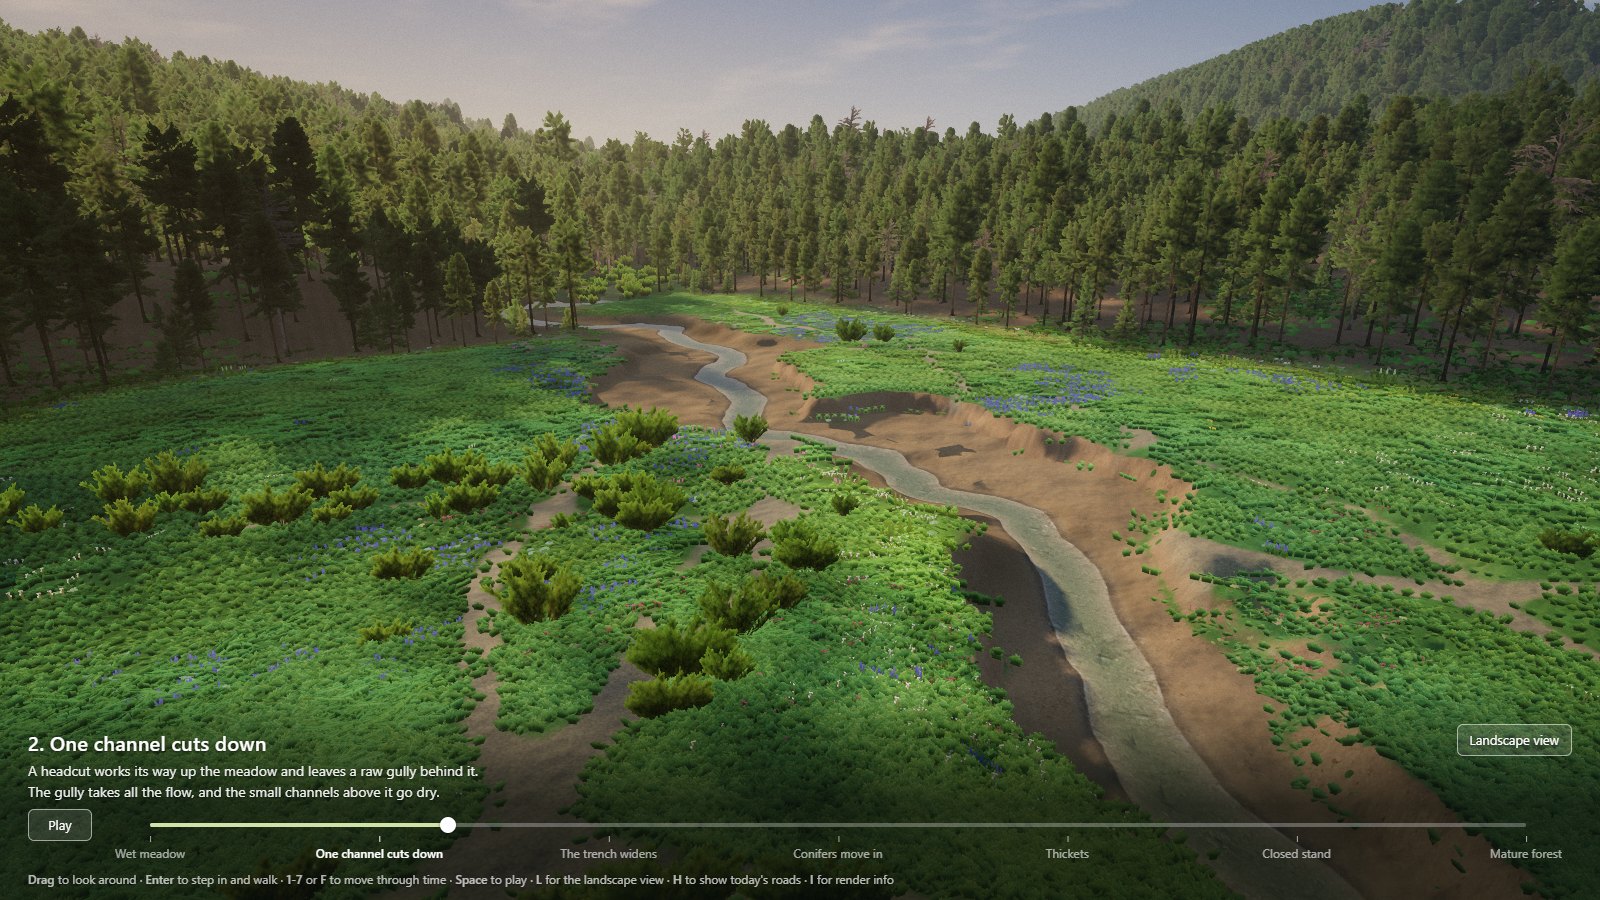 2. One channel cuts down
A headcut works its way up the meadow and leaves a raw gully behind it.
The gully takes all the flow, and the small channels above it go dry.
Landscape view
Play
Wet meadow
One channel cuts down
The trench widens
Conifers move in
Thickets
Closed stand
Mature forest
Drag to look around · Enter to step in and walk · 1-7 or F to move through time · Space to play · L for the landscape view · H to show today's roads · I for render info